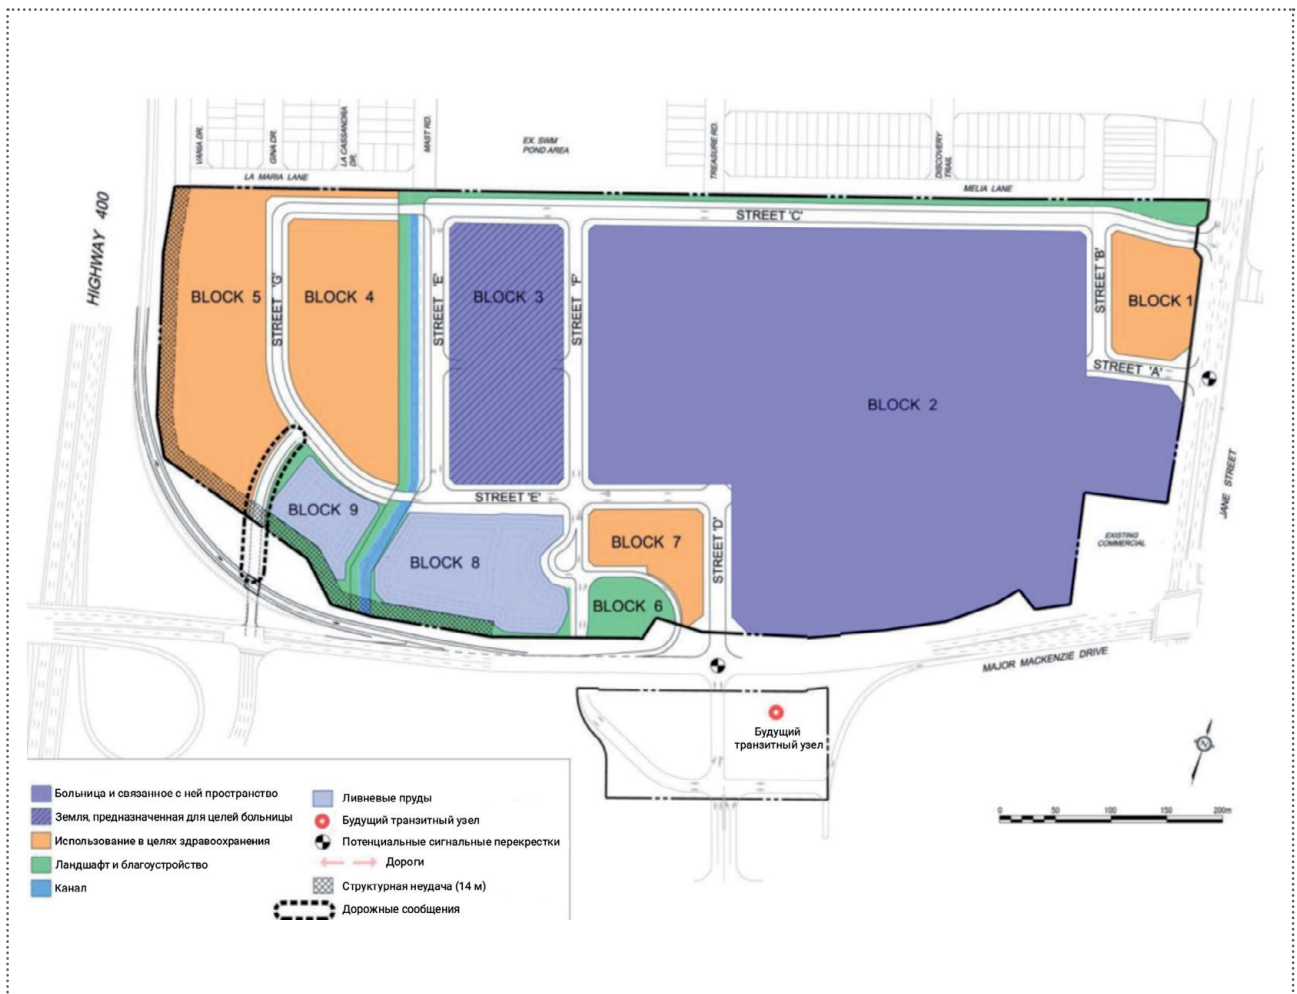 VARIA DR.
GINA DR.
LA CASSANDRA
DR.
MAST RD.
EX. SWM
POND AREA
TREASURE RD.
DISCOVERY
TRAIL
LA MARIA LANE
MELIA LANE
HIGHWAY 400
STREET 'C'
BLOCK 5
STREET 'G'
BLOCK 4
STREET 'E'
BLOCK 3
STREET 'F'
STREET 'B'
BLOCK 1
STREET 'A'
BLOCK 2
JANE STREET
STREET 'E'
BLOCK 9
BLOCK 8
BLOCK 7
STREET 'D'
EXISTING
COMMERCIAL
BLOCK 6
MAJOR MACKENZIE DRIVE
Будущий
транзитный узел
N
0 50 100 150 200m
Больница и связанное с ней пространство
Земля, предназначенная для целей больницы
Использование в целях здравоохранения
Ландшафт и благоустройство
Канал
Ливневые пруды
Будущий транзитный узел
Потенциальные сигнальные перекрестки
Дороги
Структурная неудача (14 м)
Дорожные сообщения